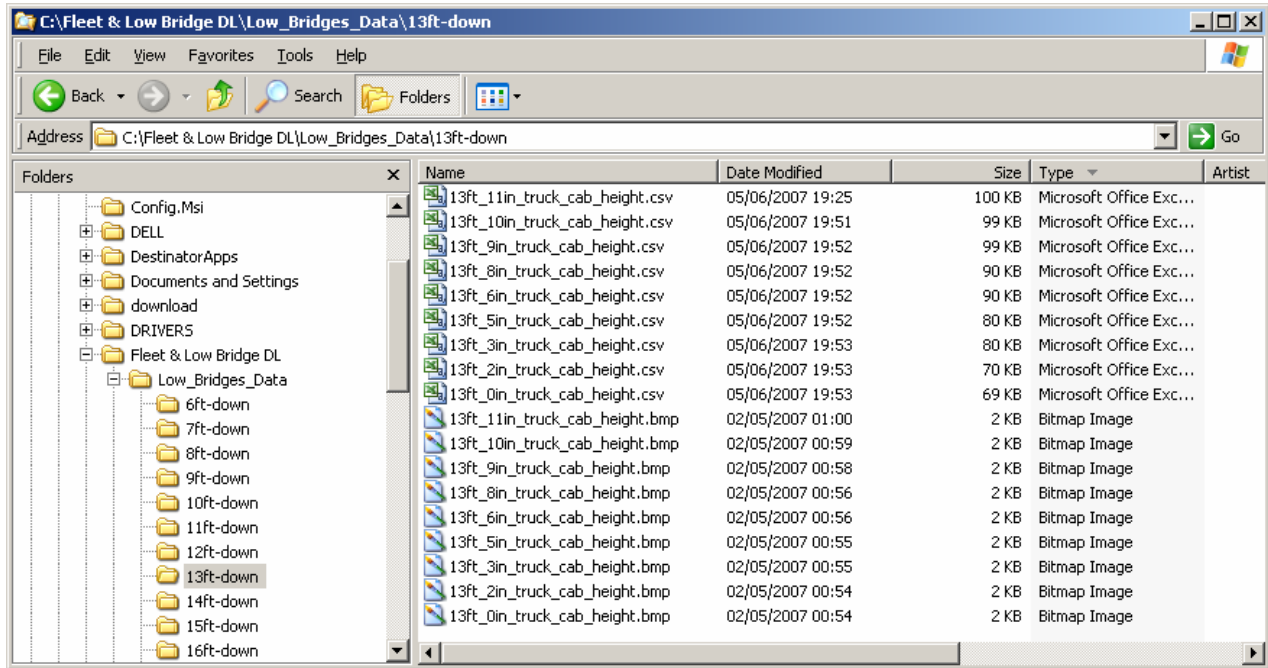 C:\Fleet & Low Bridge DL\Low_Bridges_Data\13ft-down
File Edit View Favorites Tools Help
Back Search Folders
Address C:\Fleet & Low Bridge DL\Low_Bridges_Data\13ft-down Go
Folders
Config.Msi
DELL
DestinatorApps
Documents and Settings
download
DRIVERS
Fleet & Low Bridge DL
Low_Bridges_Data
6ft-down
7ft-down
8ft-down
9ft-down
10ft-down
11ft-down
12ft-down
13ft-down
14ft-down
15ft-down
16ft-down
Name Date Modified Size Type Artist
13ft_11in_truck_cab_height.csv 05/06/2007 19:25 100 KB Microsoft Office Exc...
13ft_10in_truck_cab_height.csv 05/06/2007 19:51 99 KB Microsoft Office Exc...
13ft_9in_truck_cab_height.csv 05/06/2007 19:52 99 KB Microsoft Office Exc...
13ft_8in_truck_cab_height.csv 05/06/2007 19:52 90 KB Microsoft Office Exc...
13ft_6in_truck_cab_height.csv 05/06/2007 19:52 90 KB Microsoft Office Exc...
13ft_5in_truck_cab_height.csv 05/06/2007 19:52 80 KB Microsoft Office Exc...
13ft_3in_truck_cab_height.csv 05/06/2007 19:53 80 KB Microsoft Office Exc...
13ft_2in_truck_cab_height.csv 05/06/2007 19:53 70 KB Microsoft Office Exc...
13ft_0in_truck_cab_height.csv 05/06/2007 19:53 69 KB Microsoft Office Exc...
13ft_11in_truck_cab_height.bmp 02/05/2007 01:00 2 KB Bitmap Image
13ft_10in_truck_cab_height.bmp 02/05/2007 00:59 2 KB Bitmap Image
13ft_9in_truck_cab_height.bmp 02/05/2007 00:58 2 KB Bitmap Image
13ft_8in_truck_cab_height.bmp 02/05/2007 00:56 2 KB Bitmap Image
13ft_6in_truck_cab_height.bmp 02/05/2007 00:56 2 KB Bitmap Image
13ft_5in_truck_cab_height.bmp 02/05/2007 00:55 2 KB Bitmap Image
13ft_3in_truck_cab_height.bmp 02/05/2007 00:55 2 KB Bitmap Image
13ft_2in_truck_cab_height.bmp 02/05/2007 00:54 2 KB Bitmap Image
13ft_0in_truck_cab_height.bmp 02/05/2007 00:54 2 KB Bitmap Image